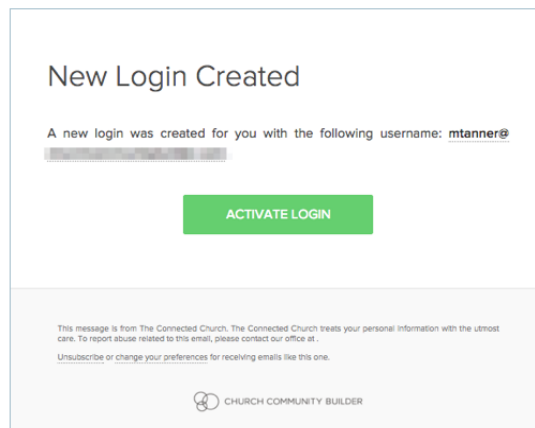 New Login Created
A new login was created for you with the following username: mtanner@
ACTIVATE LOGIN
This message is from The Connected Church. The Connected Church treats your personal information with the utmost
care. To report abuse related to this email, please contact our office at .
Unsubscribe or change your preferences for receiving emails like this one.
CHURCH COMMUNITY BUILDER